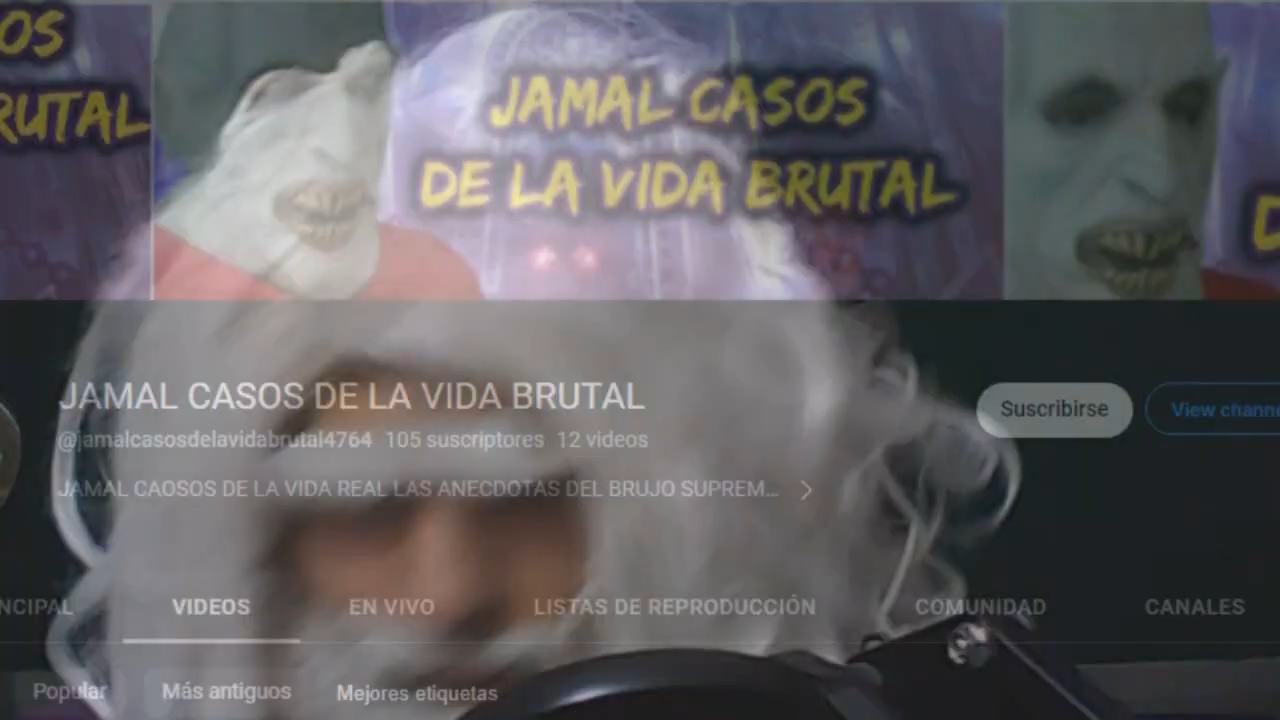 OS
RUTAL
JAMAL CASOS
DE LA VIDA BRUTAL
D
JAMAL CASOS DE LA VIDA BRUTAL
@jamalcasosdelavidabrutal4764 105 suscriptores 12 videos
JAMAL CAOSOS DE LA VIDA REAL LAS ANECDOTAS DEL BRUJO SUPREM...
Suscribirse
View chann
NCIPAL VIDEOS EN VIVO LISTAS DE REPRODUCCIÓN COMUNIDAD CANALES
Popular Más antiguos Mejores etiquetas